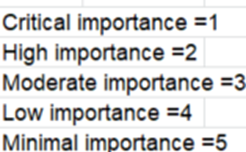 Critical importance =1
High importance =2
Moderate importance =3
Low importance =4
Minimal importance =5